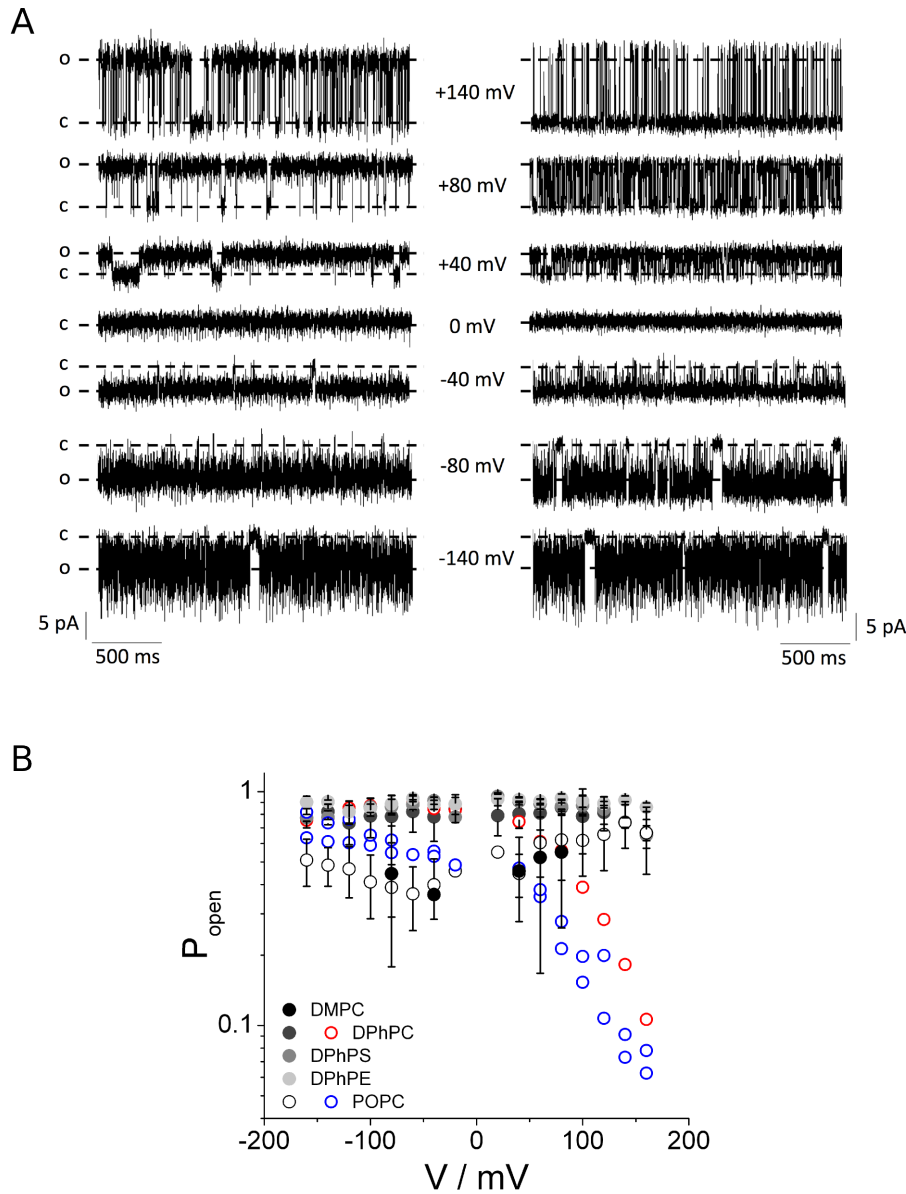 A
o
c
+140 mV
o
c
+80 mV
o
c
+40 mV
c
0 mV
c
o
-40 mV
c
o
-80 mV
c
o
-140 mV
5 pA
500 ms
5 pA
500 ms
B
1
0.1
P open
DMPC
DPhPC
DPhPS
DPhPE
POPC
-200 -100 0 100 200
V / mV